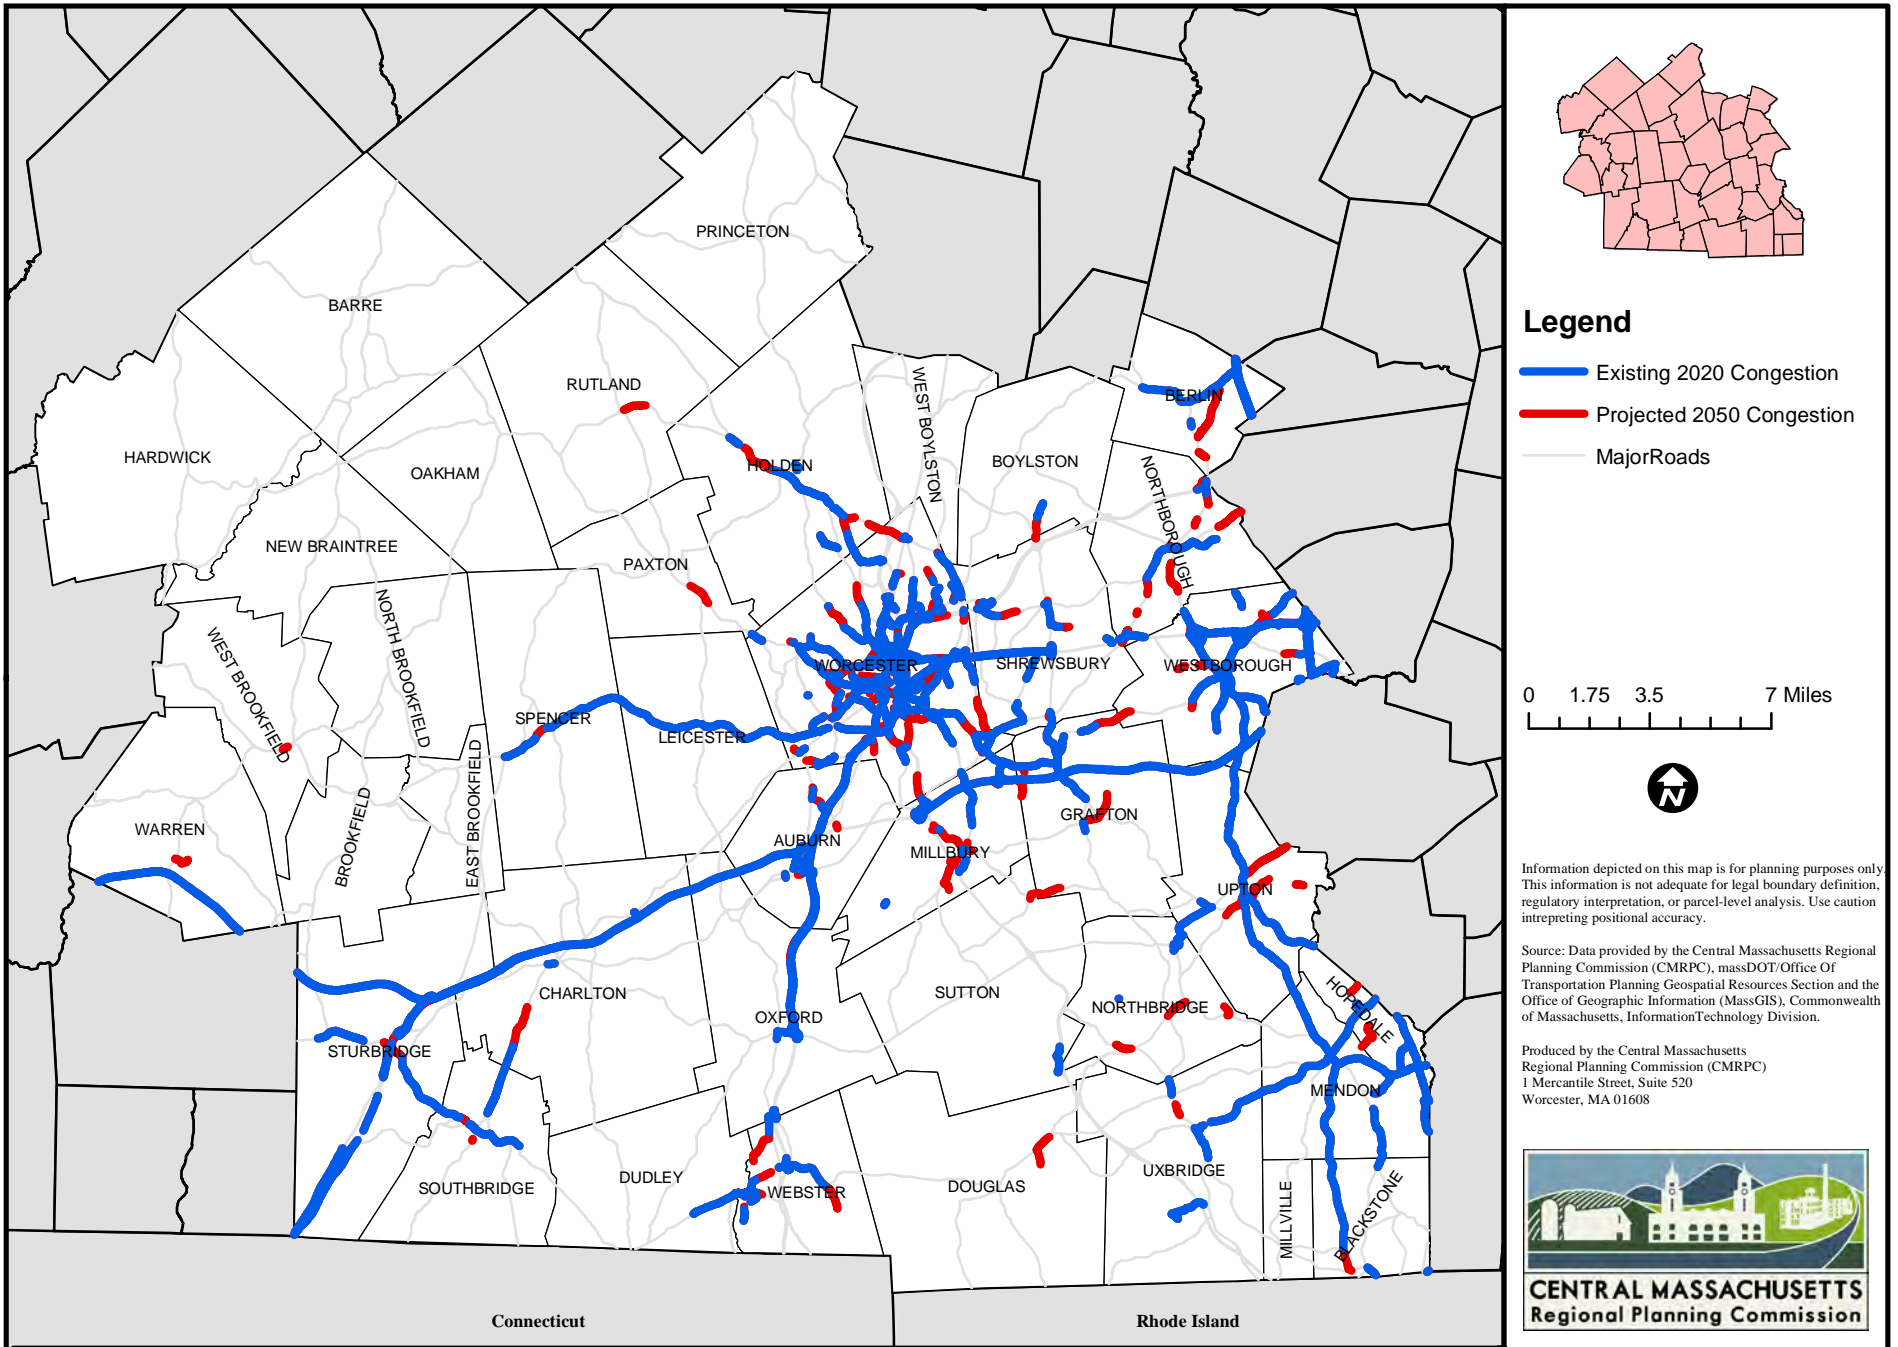 PRINCETON
BARRE
RUTLAND
WEST BOYLSTON
BERLIN
HARDWICK
OAKHAM
HOLDEN
BOYLSTON
NORTHBOROUGH
NEW BRAINTREE
PAXTON
NORTH BROOKFIELD
WEST BROOKFIELD
WORCESTER
SHREWSBURY
WESTBOROUGH
SPENCER
LEICESTER
WARREN
BROOKFIELD
EAST BROOKFIELD
AUBURN
MILLBURY
GRAFTON
UPTON
CHARLTON
SUTTON
NORTHBRIDGE
HOPEDALE
OXFORD
STURBRIDGE
MENDON
SOUTHBRIDGE
DUDLEY
WEBSTER
DOUGLAS
UXBRIDGE
MILLVILLE
BLACKSTONE
Connecticut
Rhode Island
Legend
Existing 2020 Congestion
Projected 2050 Congestion
MajorRoads
0 1.75 3.5 7 Miles
N
Information depicted on this map is for planning purposes only.
This information is not adequate for legal boundary definition,
regulatory interpretation, or parcel-level analysis. Use caution
intrepreting positional accuracy.
Source: Data provided by the Central Massachusetts Regional
Planning Commission (CMRPC), massDOT/Office Of
Transportation Planning Geospatial Resources Section and the
Office of Geographic Information (MassGIS), Commonwealth
of Massachusetts, InformationTechnology Division.
Produced by the Central Massachusetts
Regional Planning Commission (CMRPC)
1 Mercantile Street, Suite 520
Worcester, MA 01608
CENTRAL MASSACHUSETTS
Regional Planning Commission